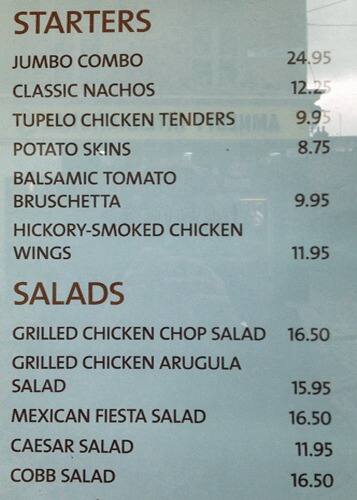 STARTERS
JUMBO COMBO 24.95
CLASSIC NACHOS 12.25
TUPELO CHICKEN TENDERS 9.95
POTATO SKINS 8.75
BALSAMIC TOMATO
BRUSCHETTA 9.95
HICKORY-SMOKED CHICKEN
WINGS 11.95
SALADS
GRILLED CHICKEN CHOP SALAD 16.50
GRILLED CHICKEN ARUGULA
SALAD 15.95
MEXICAN FIESTA SALAD 16.50
CAESAR SALAD 11.95
COBB SALAD 16.50